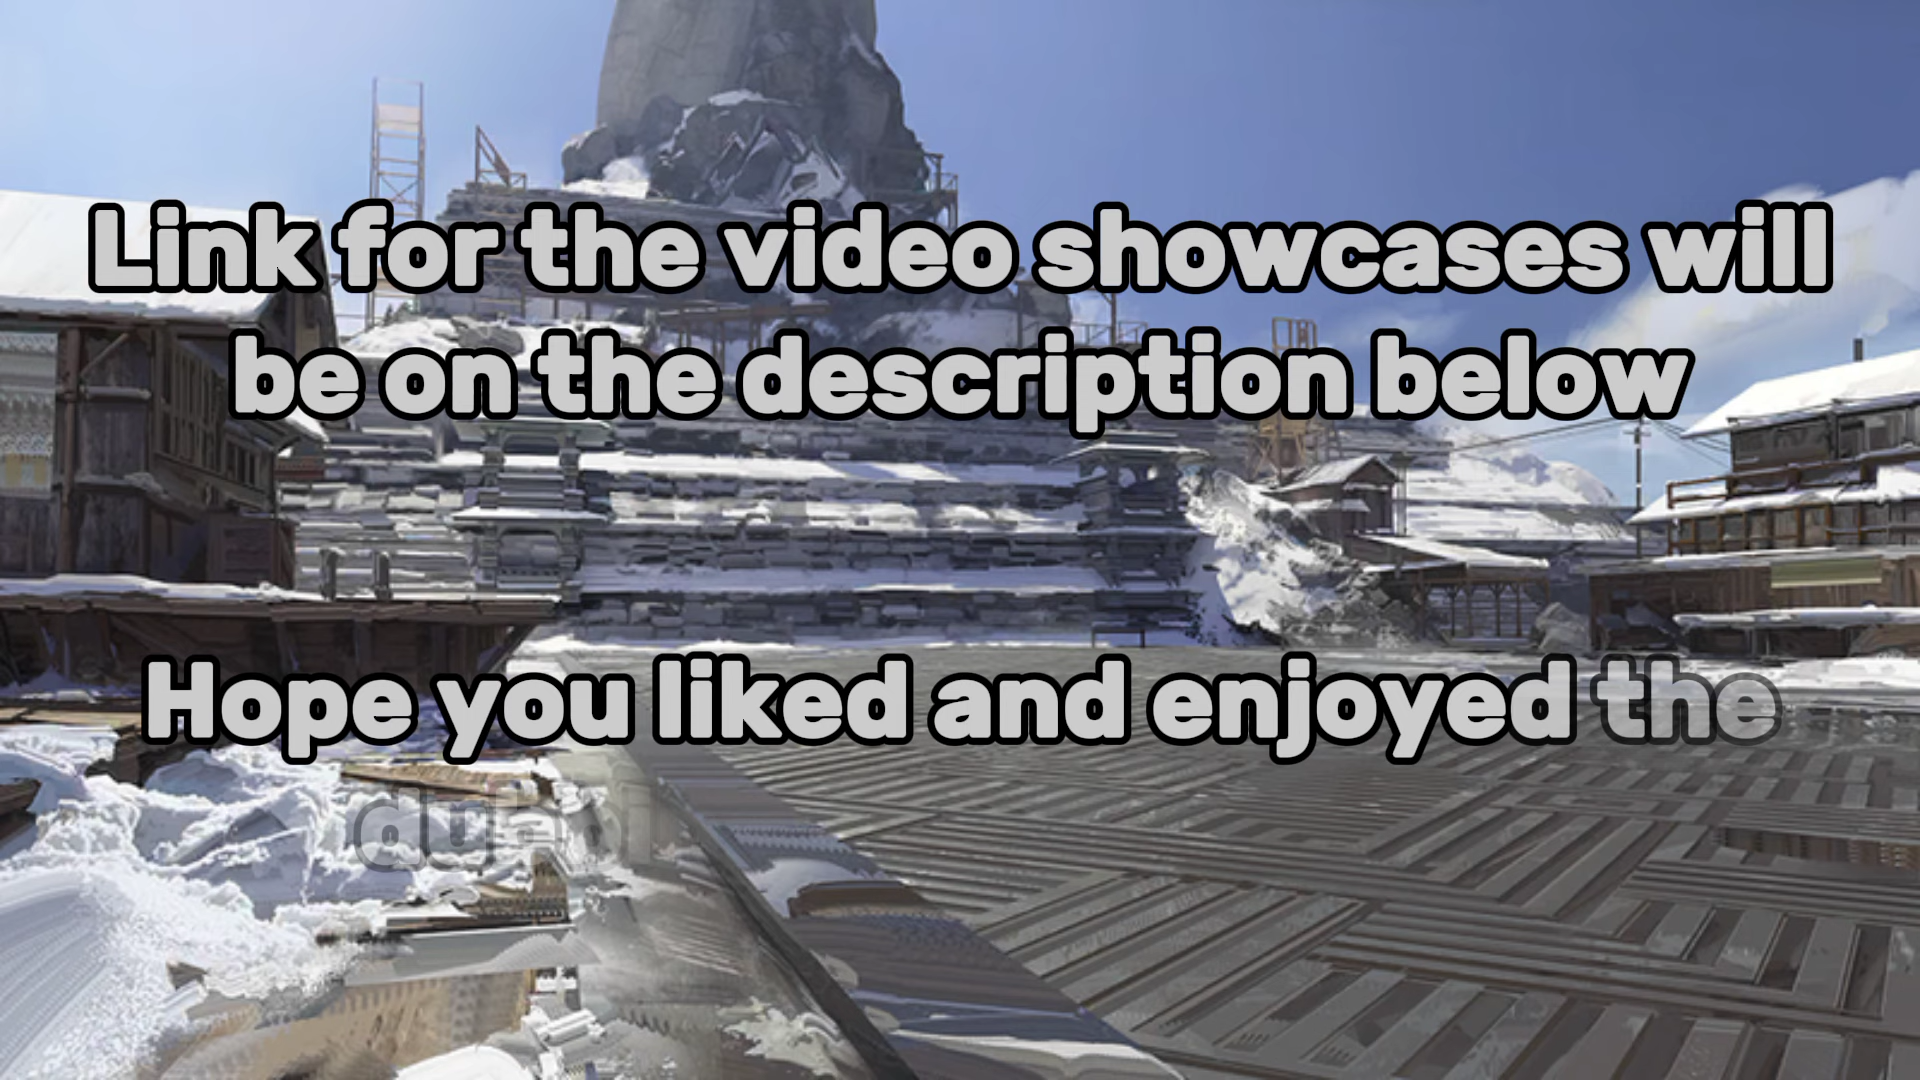 Link for the video showcases will
be on the description below
Hope you liked and enjoyed the